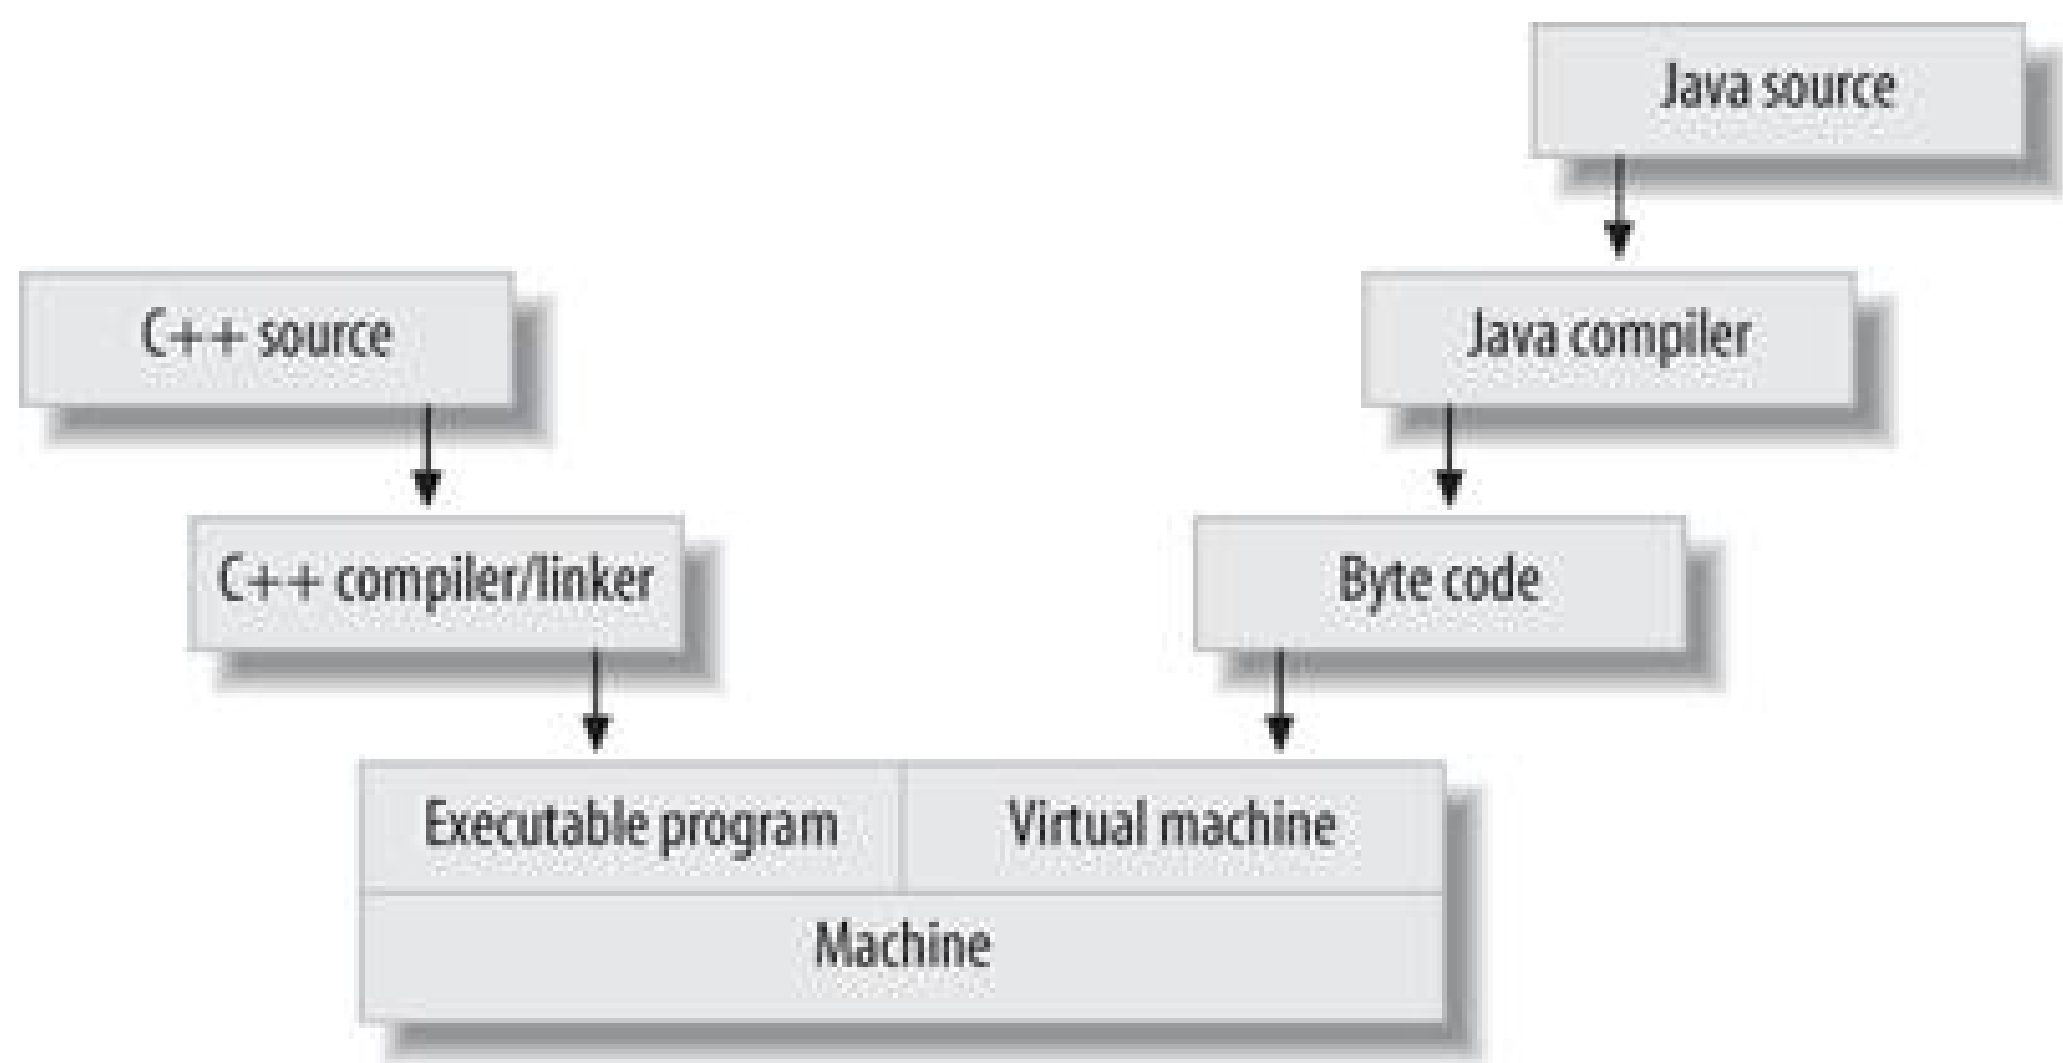 Java source
C++ source
Java compiler
C++ compiler/linker
Byte code
Executable program
Virtual machine
Machine